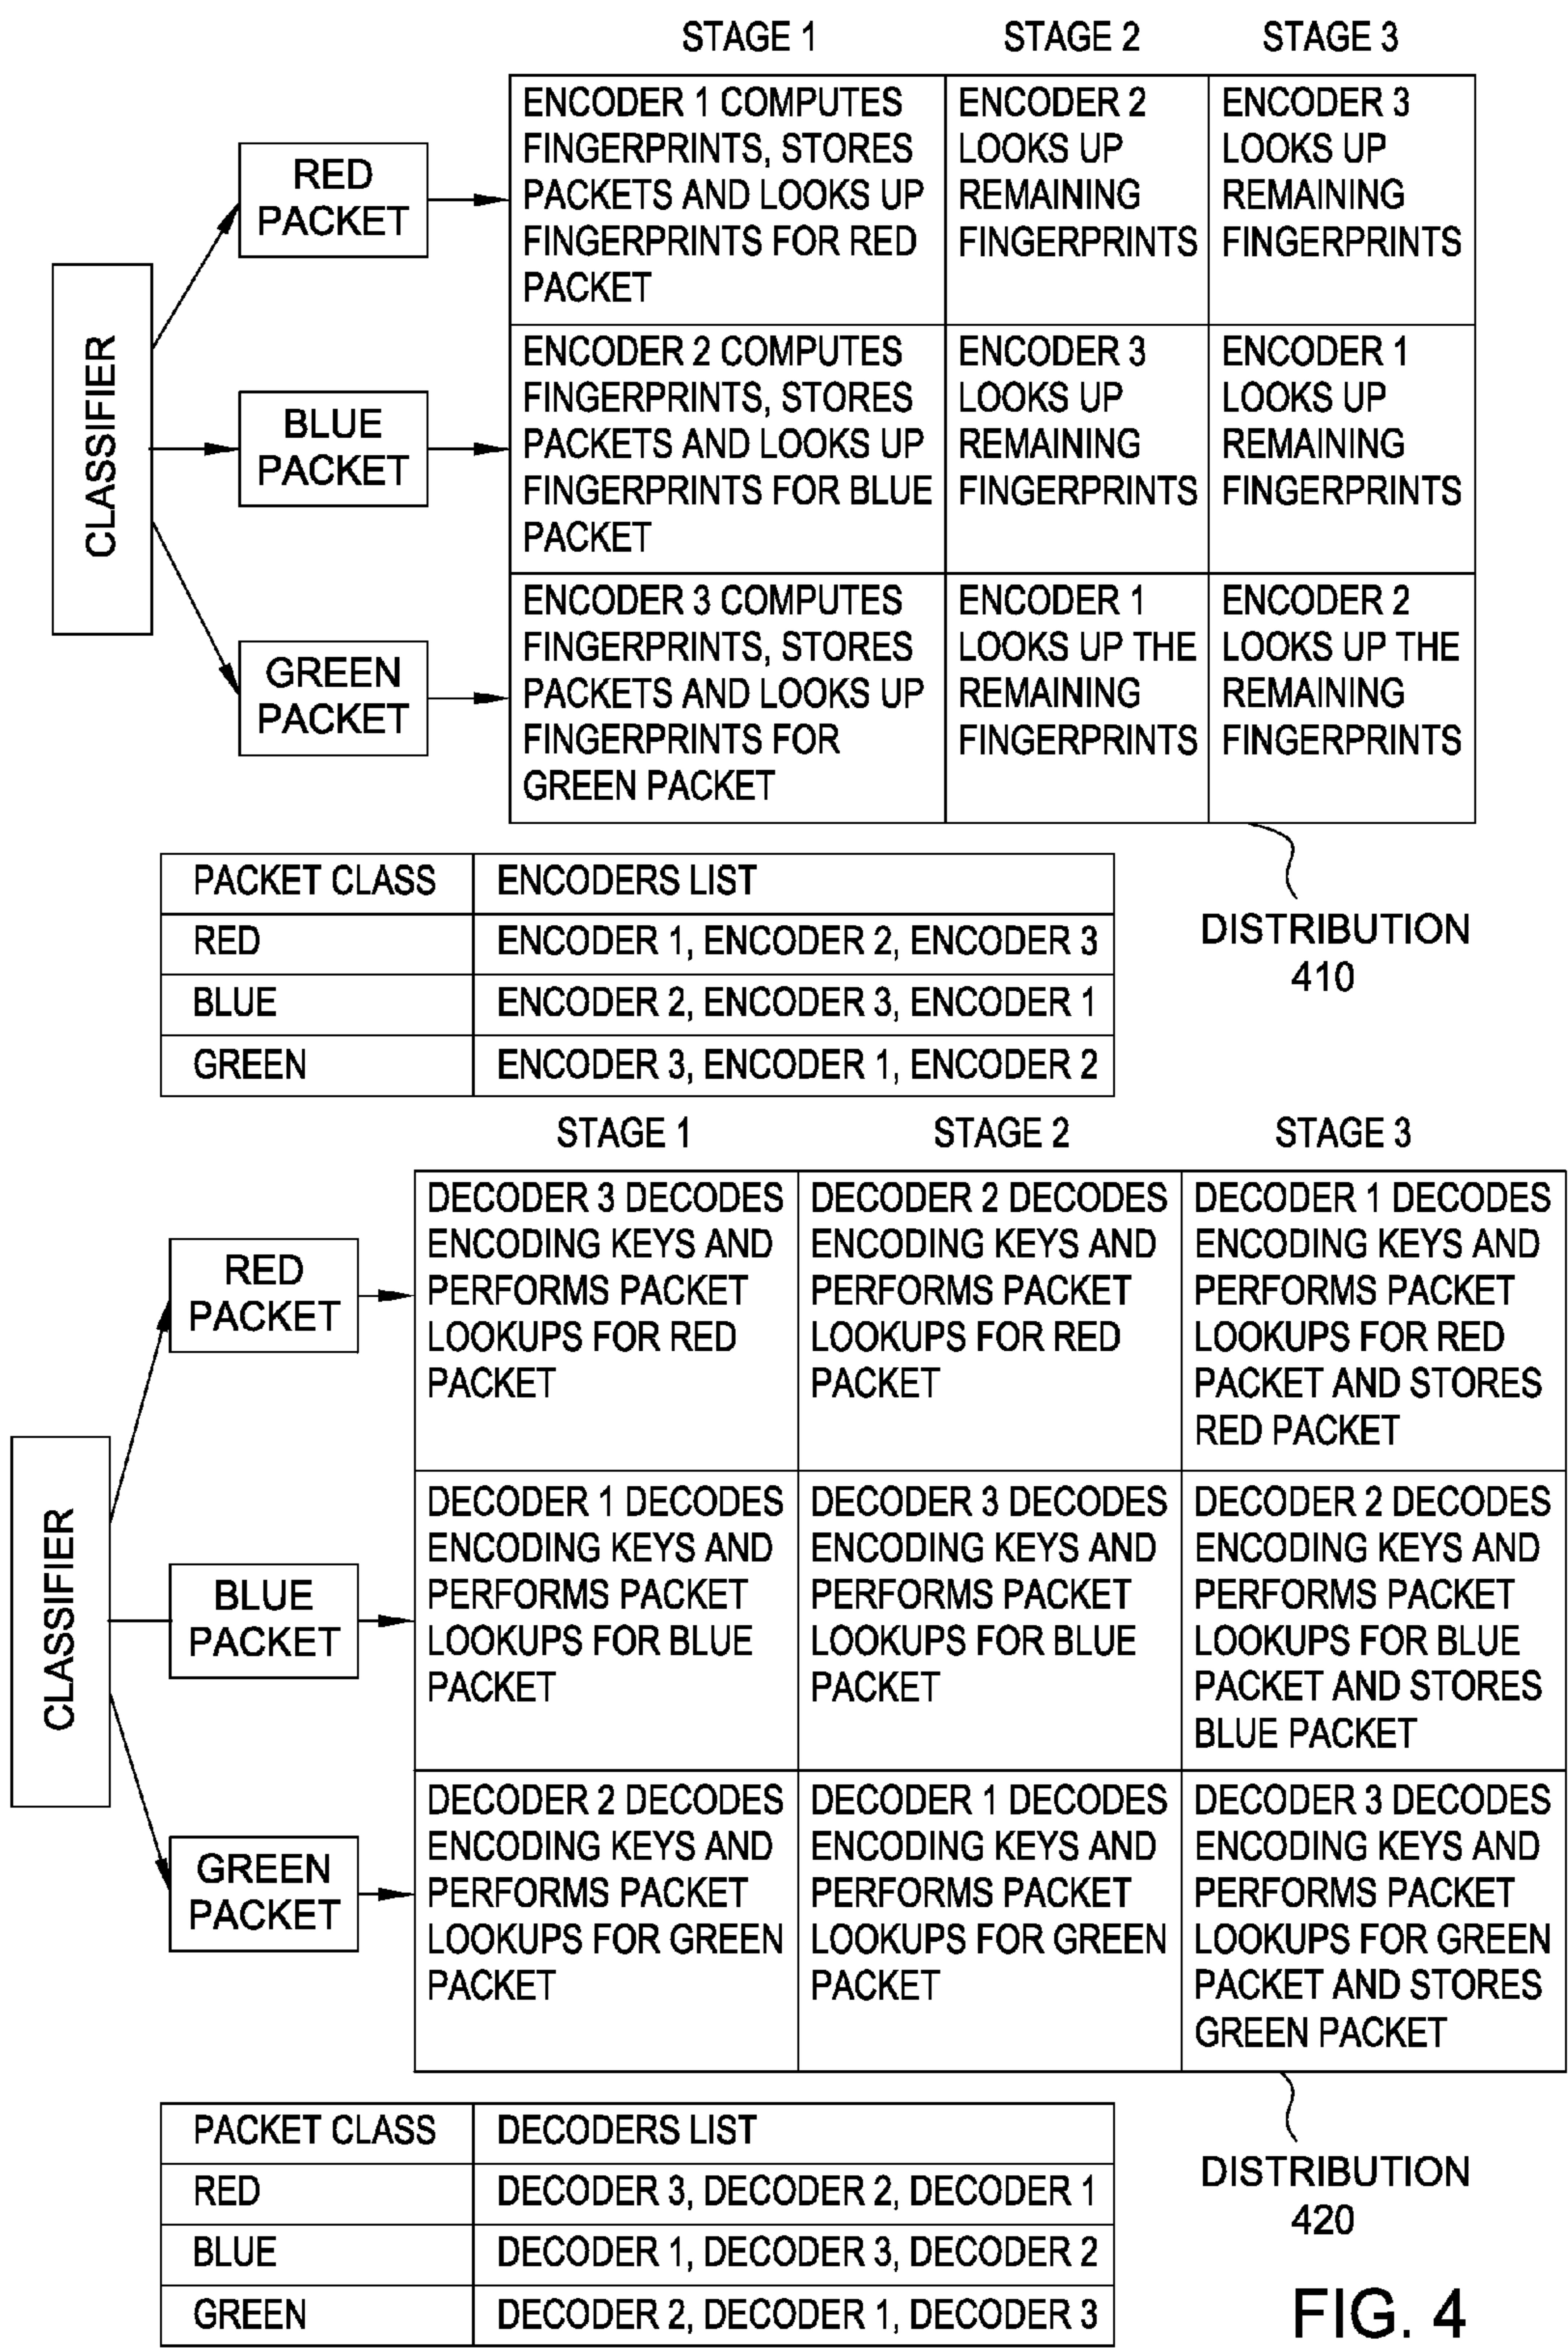 STAGE 1 STAGE 2 STAGE 3
CLASSIFIER
RED
PACKET
ENCODER 1 COMPUTES
FINGERPRINTS, STORES
PACKETS AND LOOKS UP
FINGERPRINTS FOR RED
PACKET
ENCODER 2
LOOKS UP
REMAINING
FINGERPRINTS
ENCODER 3
LOOKS UP
REMAINING
FINGERPRINTS
BLUE
PACKET
ENCODER 2 COMPUTES
FINGERPRINTS, STORES
PACKETS AND LOOKS UP
FINGERPRINTS FOR BLUE
PACKET
ENCODER 3
LOOKS UP
REMAINING
FINGERPRINTS
ENCODER 1
LOOKS UP
REMAINING
FINGERPRINTS
GREEN
PACKET
ENCODER 3 COMPUTES
FINGERPRINTS, STORES
PACKETS AND LOOKS UP
FINGERPRINTS FOR
GREEN PACKET
ENCODER 1
LOOKS UP THE
REMAINING
FINGERPRINTS
ENCODER 2
LOOKS UP THE
REMAINING
FINGERPRINTS
DISTRIBUTION
410
PACKET CLASS ENCODERS LIST
RED ENCODER 1, ENCODER 2, ENCODER 3
BLUE ENCODER 2, ENCODER 3, ENCODER 1
GREEN ENCODER 3, ENCODER 1, ENCODER 2
STAGE 1 STAGE 2 STAGE 3
CLASSIFIER
RED
PACKET
DECODER 3 DECODES
ENCODING KEYS AND
PERFORMS PACKET
LOOKUPS FOR RED
PACKET
DECODER 2 DECODES
ENCODING KEYS AND
PERFORMS PACKET
LOOKUPS FOR RED
PACKET
DECODER 1 DECODES
ENCODING KEYS AND
PERFORMS PACKET
LOOKUPS FOR RED
PACKET AND STORES
RED PACKET
BLUE
PACKET
DECODER 1 DECODES
ENCODING KEYS AND
PERFORMS PACKET
LOOKUPS FOR BLUE
PACKET
DECODER 3 DECODES
ENCODING KEYS AND
PERFORMS PACKET
LOOKUPS FOR BLUE
PACKET
DECODER 2 DECODES
ENCODING KEYS AND
PERFORMS PACKET
LOOKUPS FOR BLUE
PACKET AND STORES
BLUE PACKET
GREEN
PACKET
DECODER 2 DECODES
ENCODING KEYS AND
PERFORMS PACKET
LOOKUPS FOR GREEN
PACKET
DECODER 1 DECODES
ENCODING KEYS AND
PERFORMS PACKET
LOOKUPS FOR GREEN
PACKET
DECODER 3 DECODES
ENCODING KEYS AND
PERFORMS PACKET
LOOKUPS FOR GREEN
PACKET AND STORES
GREEN PACKET
DISTRIBUTION
420
PACKET CLASS DECODERS LIST
RED DECODER 3, DECODER 2, DECODER 1
BLUE DECODER 1, DECODER 3, DECODER 2
GREEN DECODER 2, DECODER 1, DECODER 3
FIG. 4